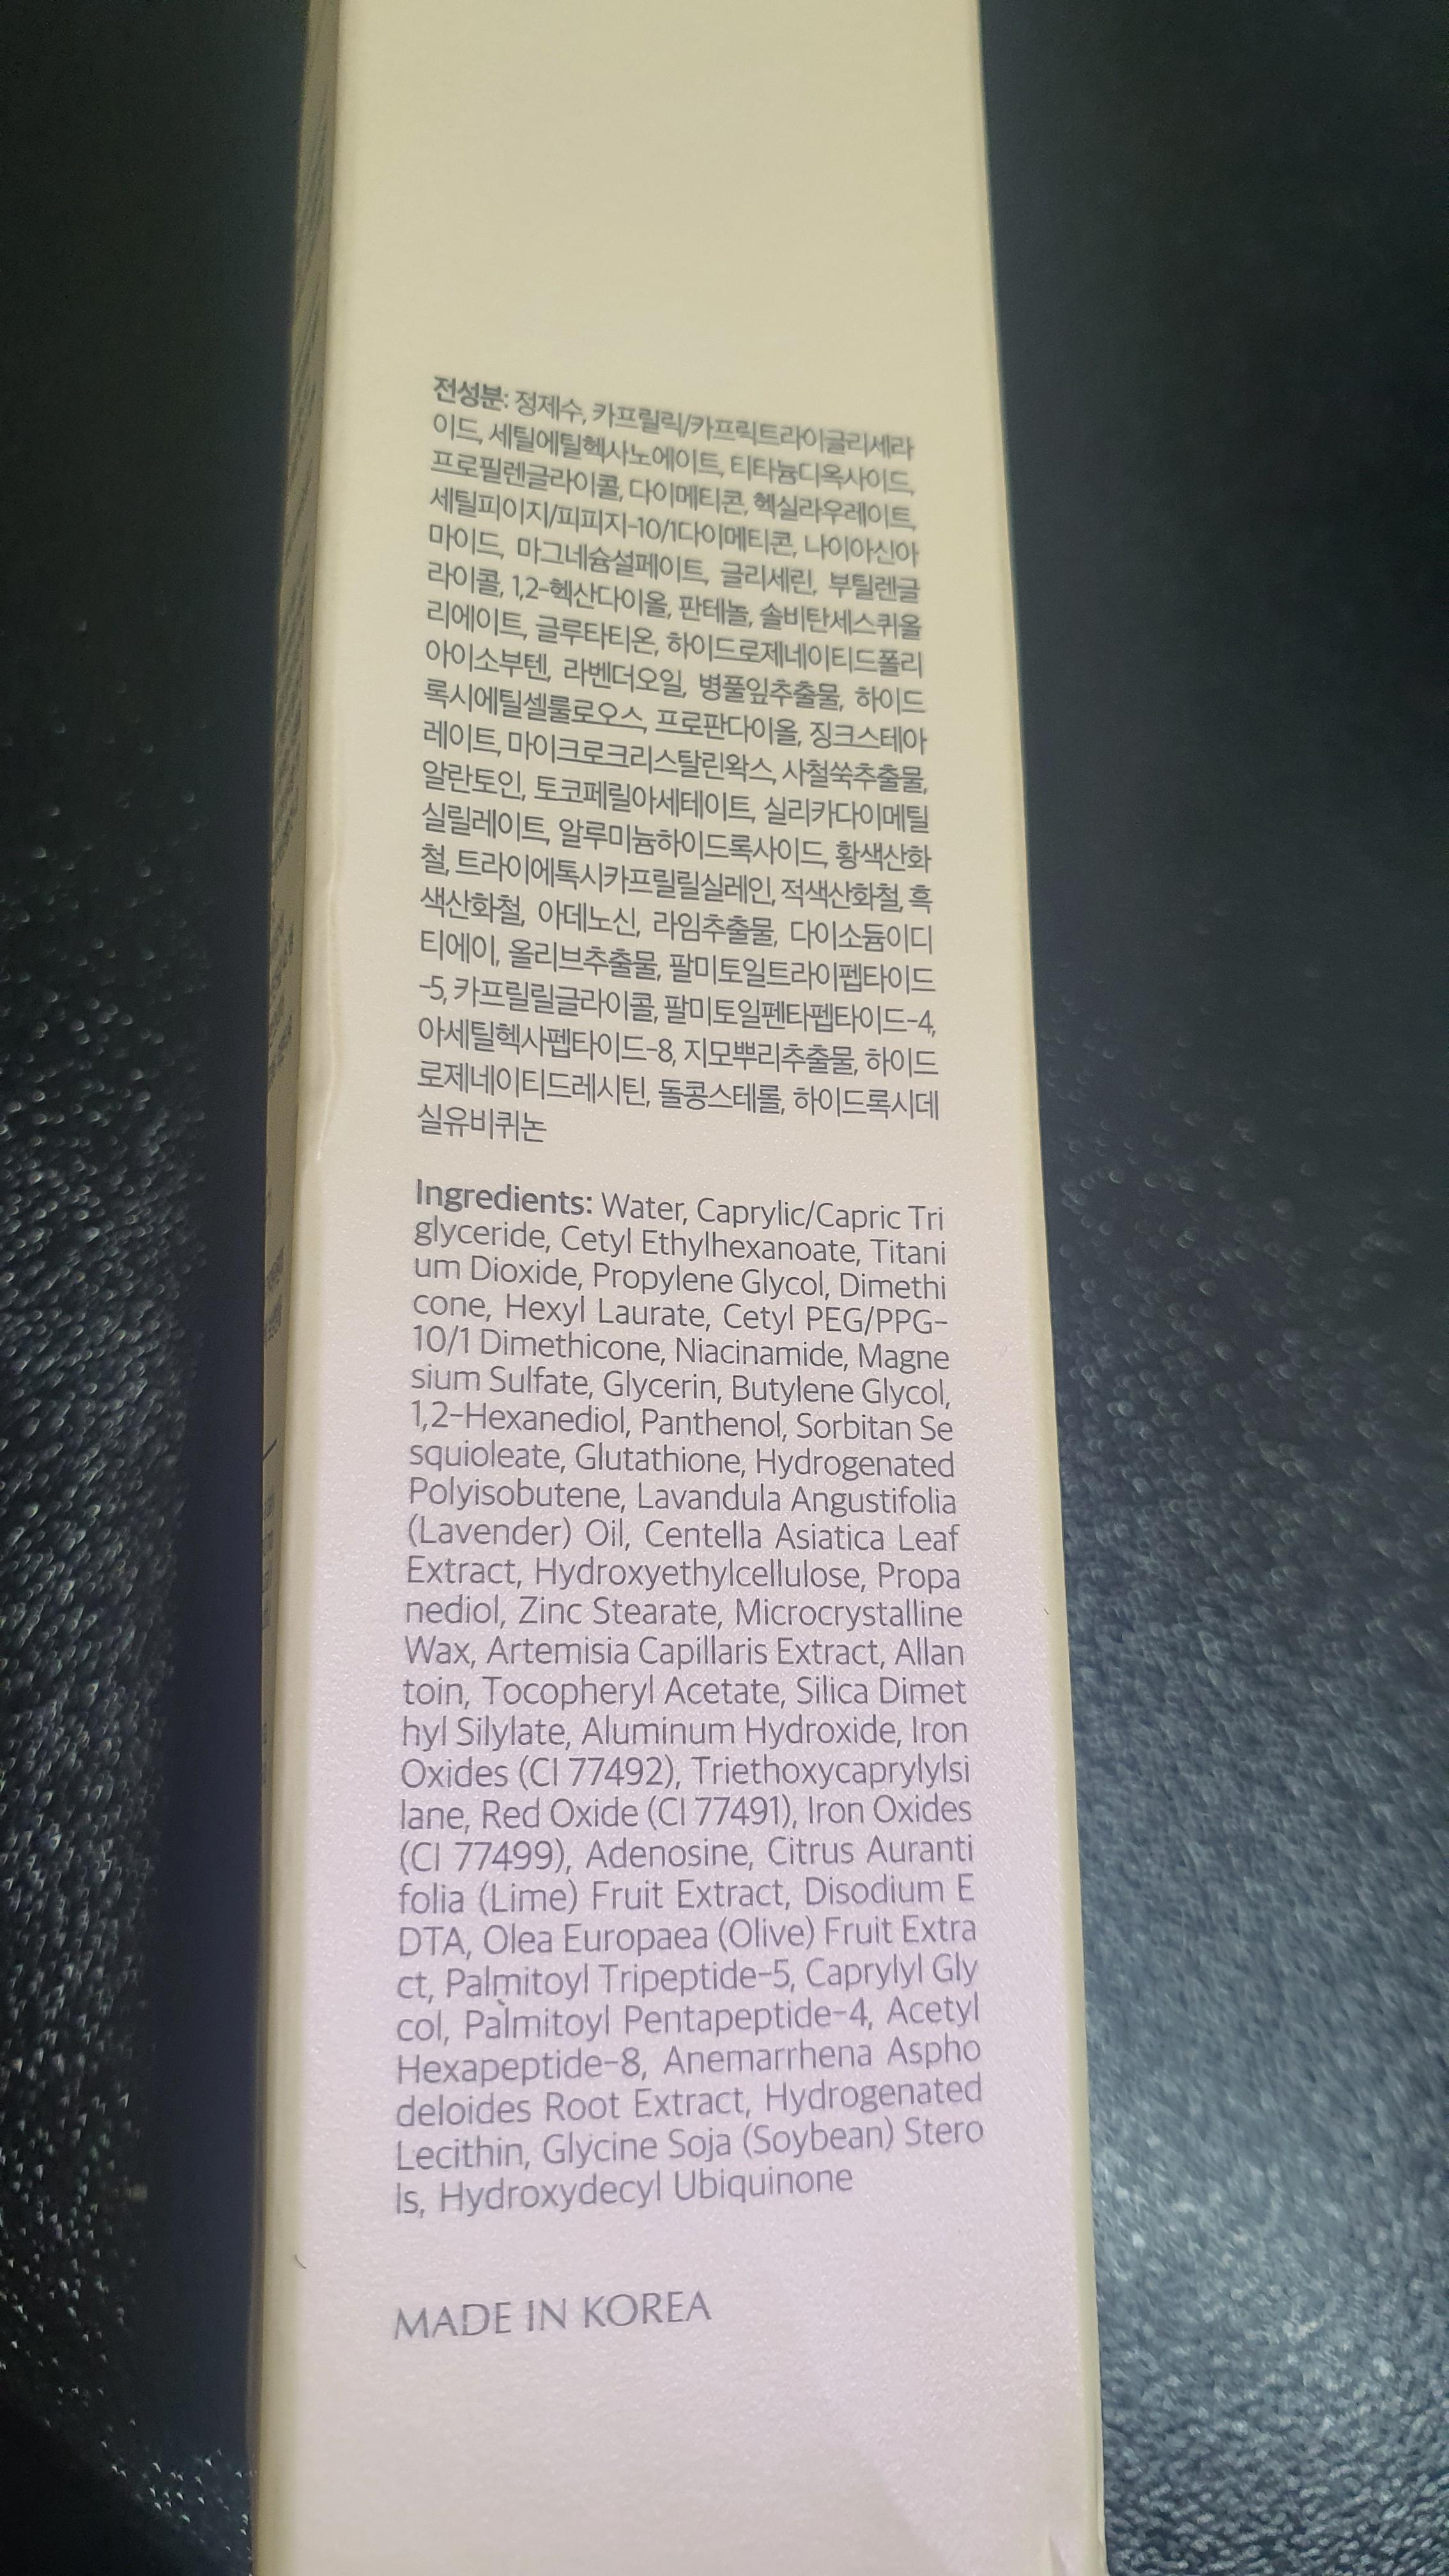 전성분: 정제수, 카프릴릭/카프릭트라이글리세라
이드, 세틸에틸헥사노에이트, 티타늄디옥사이드,
프로필렌글라이콜, 다이메티콘, 헥실라우레이트,
세틸피이지/피피지-10/1다이메티콘, 나이아신아
마이드, 마그네슘설페이트, 글리세린, 부틸렌글
라이콜, 1,2-헥산다이올, 판테놀, 솔비탄세스퀴올
리에이트, 글루타티온, 하이드로제네이티드폴리
아이소부텐, 라벤더오일, 병풀잎추출물, 하이드
록시에틸셀룰로오스, 프로판다이올, 징크스테아
레이트, 마이크로크리스탈린왁스, 사철쑥추출물,
알란토인, 토코페릴아세테이트, 실리카다이메틸
실릴레이트, 알루미늄하이드록사이드, 황색산화
철, 트라이에톡시카프릴릴실레인, 적색산화철, 흑
색산화철, 아데노신, 라임추출물, 다이소듐이디
티에이, 올리브추출물, 팔미토일트라이펩타이드
-5, 카프릴릴글라이콜, 팔미토일펜타펩타이드-4,
아세틸헥사펩타이드-8, 지모뿌리추출물, 하이드
로제네이티드레시틴, 돌콩스테롤, 하이드록시데
실유비퀴논
Ingredients: Water, Caprylic/Capric Tri
glyceride, Cetyl Ethylhexanoate, Titani
um Dioxide, Propylene Glycol, Dimethi
cone, Hexyl Laurate, Cetyl PEG/PPG-
10/1 Dimethicone, Niacinamide, Magne
sium Sulfate, Glycerin, Butylene Glycol,
1,2-Hexanediol, Panthenol, Sorbitan Se
squioleate, Glutathione, Hydrogenated
Polyisobutene, Lavandula Angustifolia
(Lavender) Oil, Centella Asiatica Leaf
Extract, Hydroxyethylcellulose, Propa
nediol, Zinc Stearate, Microcrystalline
Wax, Artemisia Capillaris Extract, Allan
toin, Tocopheryl Acetate, Silica Dimet
hyl Silylate, Aluminum Hydroxide, Iron
Oxides (CI 77492), Triethoxycaprylylsi
lane, Red Oxide (CI 77491), Iron Oxides
(CI 77499), Adenosine, Citrus Auranti
folia (Lime) Fruit Extract, Disodium E
DTA, Olea Europaea (Olive) Fruit Extra
ct, Palmitoyl Tripeptide-5, Caprylyl Gly
col, Palmitoyl Pentapeptide-4, Acetyl
Hexapeptide-8, Anemarrhena Aspho
deloides Root Extract, Hydrogenated
Lecithin, Glycine Soja (Soybean) Stero
ls, Hydroxydecyl Ubiquinone
MADE IN KOREA